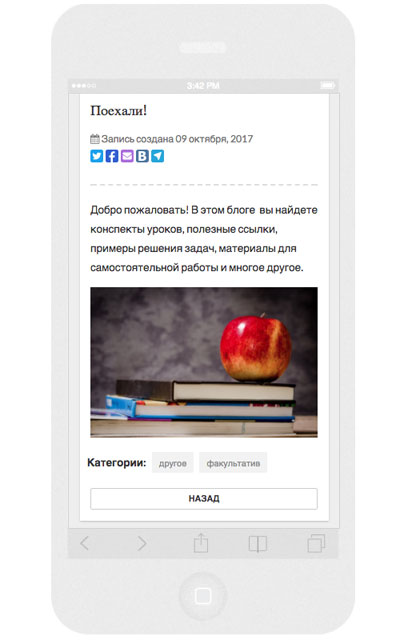 3:42 PM
Поехали!
Запись создана 09 октября, 2017
Добро пожаловать! В этом блоге вы найдете
конспекты уроков, полезные ссылки,
примеры решения задач, материалы для
самостоятельной работы и многое другое.
Категории: другое факультатив
НАЗАД